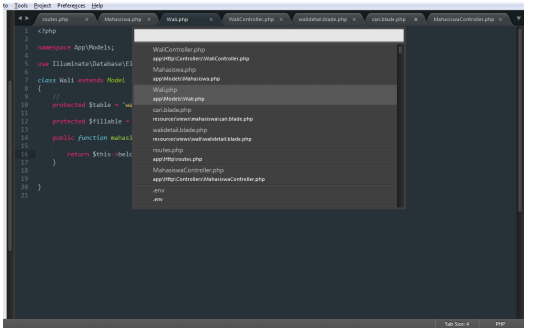 to Tools Project Preferences Help
routes.php × Mahasiswa.php × Wali.php × WaliController.php × walidetail.blade.php × cari.blade.php MahasiswaController.php ×
1 <?php
2
3 namespace App\Models;
4
5 use Illuminate\Database\El
6
7 class Wali extends Model
8 {
9 //
10 protected $table = 'wa
11
12 protected $fillable =
13
14 public function mahasi
15
16 return $this->belo
17 }
18
19
20 }
21
WaliController.php
app\Http\Controllers\WaliController.php
Mahasiswa.php
app\Models\Mahasiswa.php
Wali.php
app\Models\Wali.php
cari.blade.php
resources\views\mahasiswa\cari.blade.php
walidetail.blade.php
resources\views\wali\walidetail.blade.php
routes.php
app\Http\routes.php
MahasiswaController.php
app\Http\Controllers\MahasiswaController.php
.env
.env
Tab Size: 4 PHP